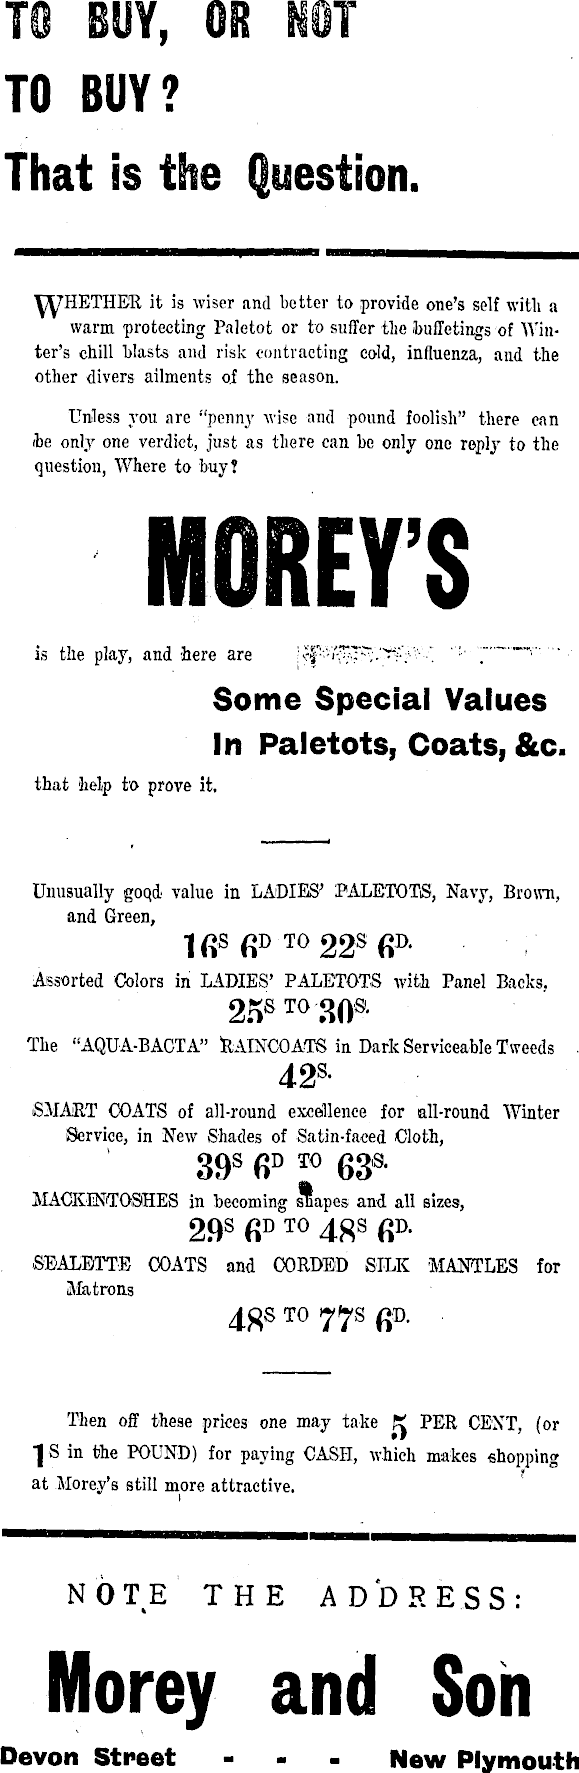 TO BUY, OR NOT
TO BUY?
That is the Question.
WHETHER it is wiser and better to provide one's self with a
warm protecting Paletot or to suffer the buffetings of Win-
ter's chill blasts and risk contracting cold, influenza, and the
other divers ailments of the season.
Unless you are "penny wise and pound foolish" there can
be only one verdict, just as there can be only one reply to the
question, Where to buy?
MOREY'S
is the play, and here are
Some Special Values
In Paletots, Coats, &c.
that help to prove it.
Unusually good value in LADIES' PALETOTS, Navy, Brown,
and Green,
16S 6D TO 22S 6D.
Assorted Colors in LADIES' PALETOTS with Panel Backs,
25S TO 30S.
The "AQUA-BACTA" RAINCOATS in Dark Serviceable Tweeds
42S.
SMART COATS of all-round excellence for all-round Winter
Service, in New Shades of Satin-faced Cloth,
39S 6D TO 63S.
MACKINTOSHES in becoming shapes and all sizes,
29S 6D TO 48S 6D.
SEALETTE COATS and CORDED SILK MANTLES for
Matrons
48S TO 77S 6D.
Then off these prices one may take 5 PER CENT, (or
1S in the POUND) for paying CASH, which makes shopping
at Morey's still more attractive.
NOTE THE ADDRESS:
Morey and Son
Devon Street - - - New Plymouth